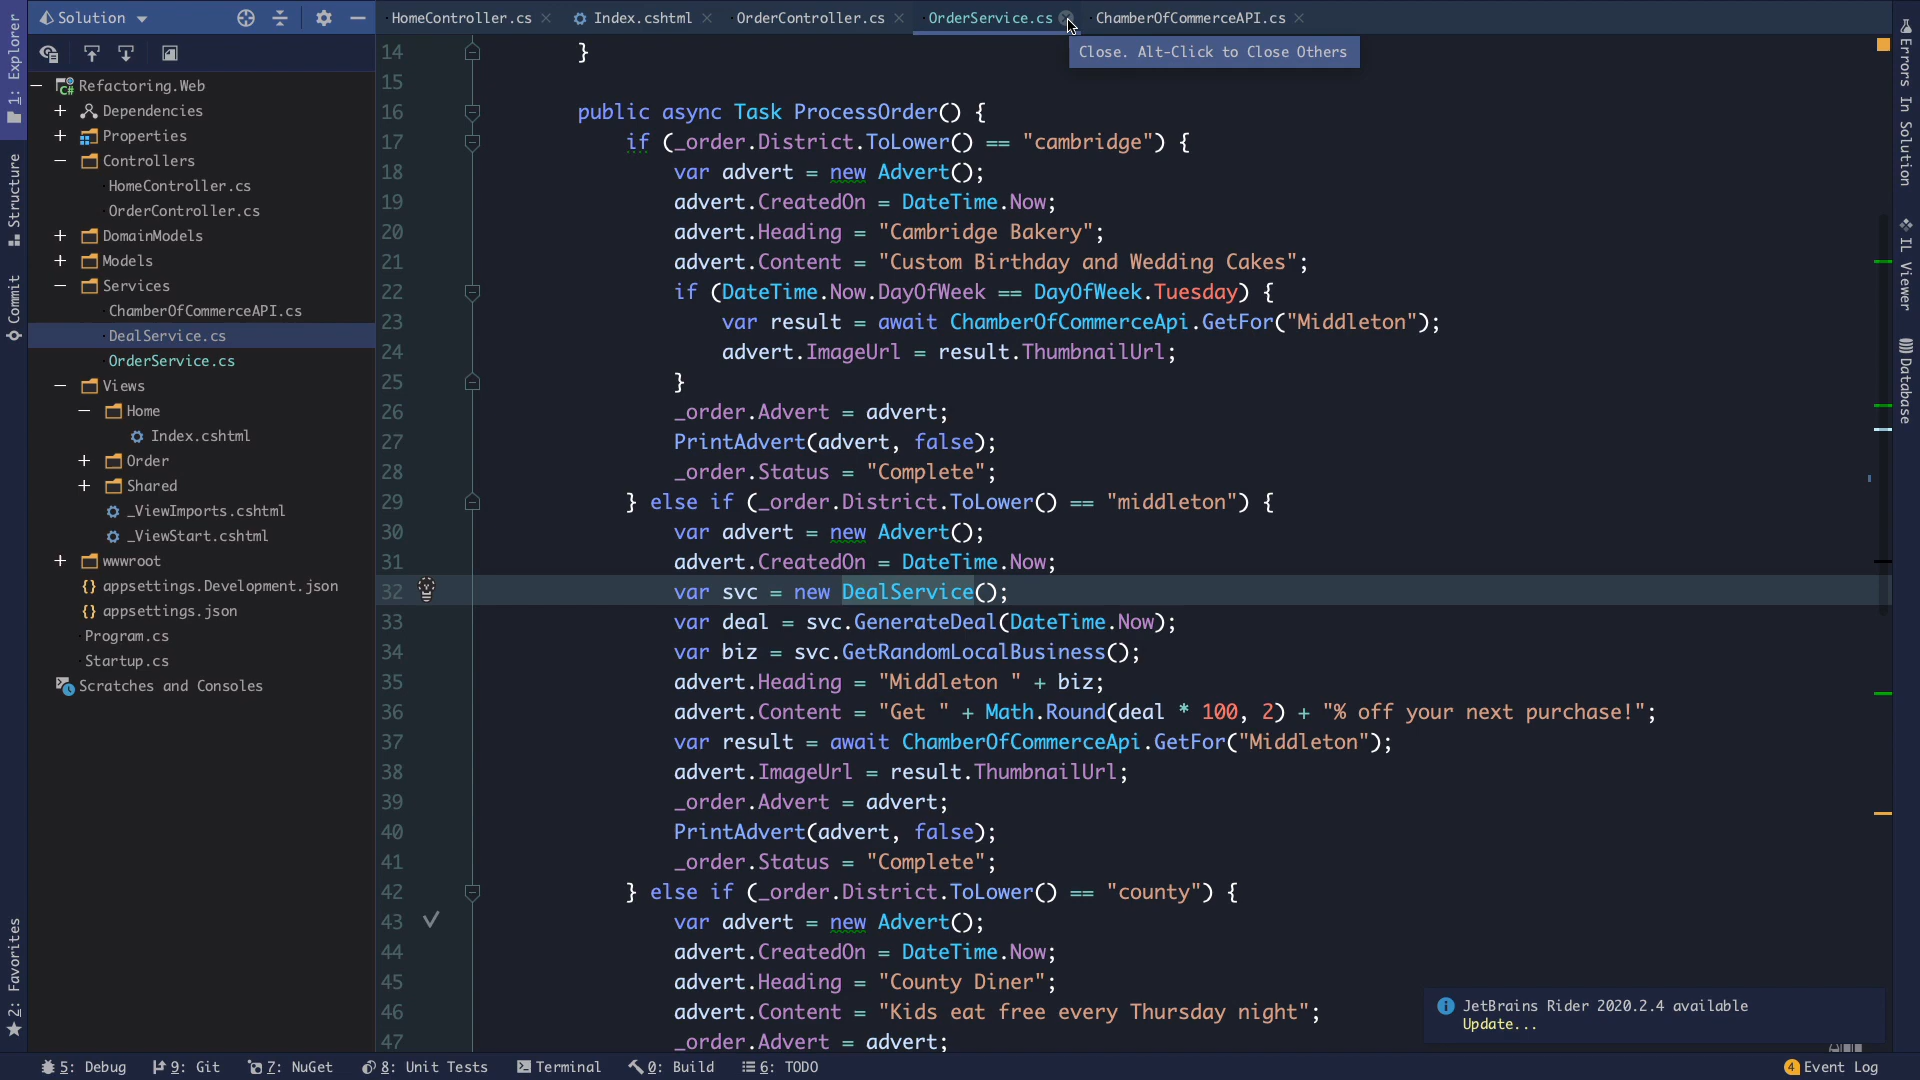 Solution
HomeController.cs
Index.cshtml
OrderController.cs
OrderService.cs
ChamberOfCommerceAPI.cs
Close. Alt-Click to Close Others
1: Explorer
Structure
Commit
2: Favorites
Refactoring.Web
Dependencies
Properties
Controllers
HomeController.cs
OrderController.cs
DomainModels
Models
Services
ChamberOfCommerceAPI.cs
DealService.cs
OrderService.cs
Views
Home
Index.cshtml
Order
Shared
_ViewImports.cshtml
_ViewStart.cshtml
wwwroot
appsettings.Development.json
appsettings.json
Program.cs
Startup.cs
Scratches and Consoles
14 }
15
16 public async Task ProcessOrder() {
17 if (_order.District.ToLower() == "cambridge") {
18 var advert = new Advert();
19 advert.CreatedOn = DateTime.Now;
20 advert.Heading = "Cambridge Bakery";
21 advert.Content = "Custom Birthday and Wedding Cakes";
22 if (DateTime.Now.DayOfWeek == DayOfWeek.Tuesday) {
23 var result = await ChamberOfCommerceApi.GetFor("Middleton");
24 advert.ImageUrl = result.ThumbnailUrl;
25 }
26 _order.Advert = advert;
27 PrintAdvert(advert, false);
28 _order.Status = "Complete";
29 } else if (_order.District.ToLower() == "middleton") {
30 var advert = new Advert();
31 advert.CreatedOn = DateTime.Now;
32 var svc = new DealService();
33 var deal = svc.GenerateDeal(DateTime.Now);
34 var biz = svc.GetRandomLocalBusiness();
35 advert.Heading = "Middleton " + biz;
36 advert.Content = "Get " + Math.Round(deal * 100, 2) + "% off your next purchase!";
37 var result = await ChamberOfCommerceApi.GetFor("Middleton");
38 advert.ImageUrl = result.ThumbnailUrl;
39 _order.Advert = advert;
40 PrintAdvert(advert, false);
41 _order.Status = "Complete";
42 } else if (_order.District.ToLower() == "county") {
43 var advert = new Advert();
44 advert.CreatedOn = DateTime.Now;
45 advert.Heading = "County Diner";
46 advert.Content = "Kids eat free every Thursday night";
47 _order.Advert = advert;
Errors In Solution
IL Viewer
Database
JetBrains Rider 2020.2.4 available
Update...
5: Debug
9: Git
7: NuGet
8: Unit Tests
Terminal
0: Build
6: TODO
4 Event Log